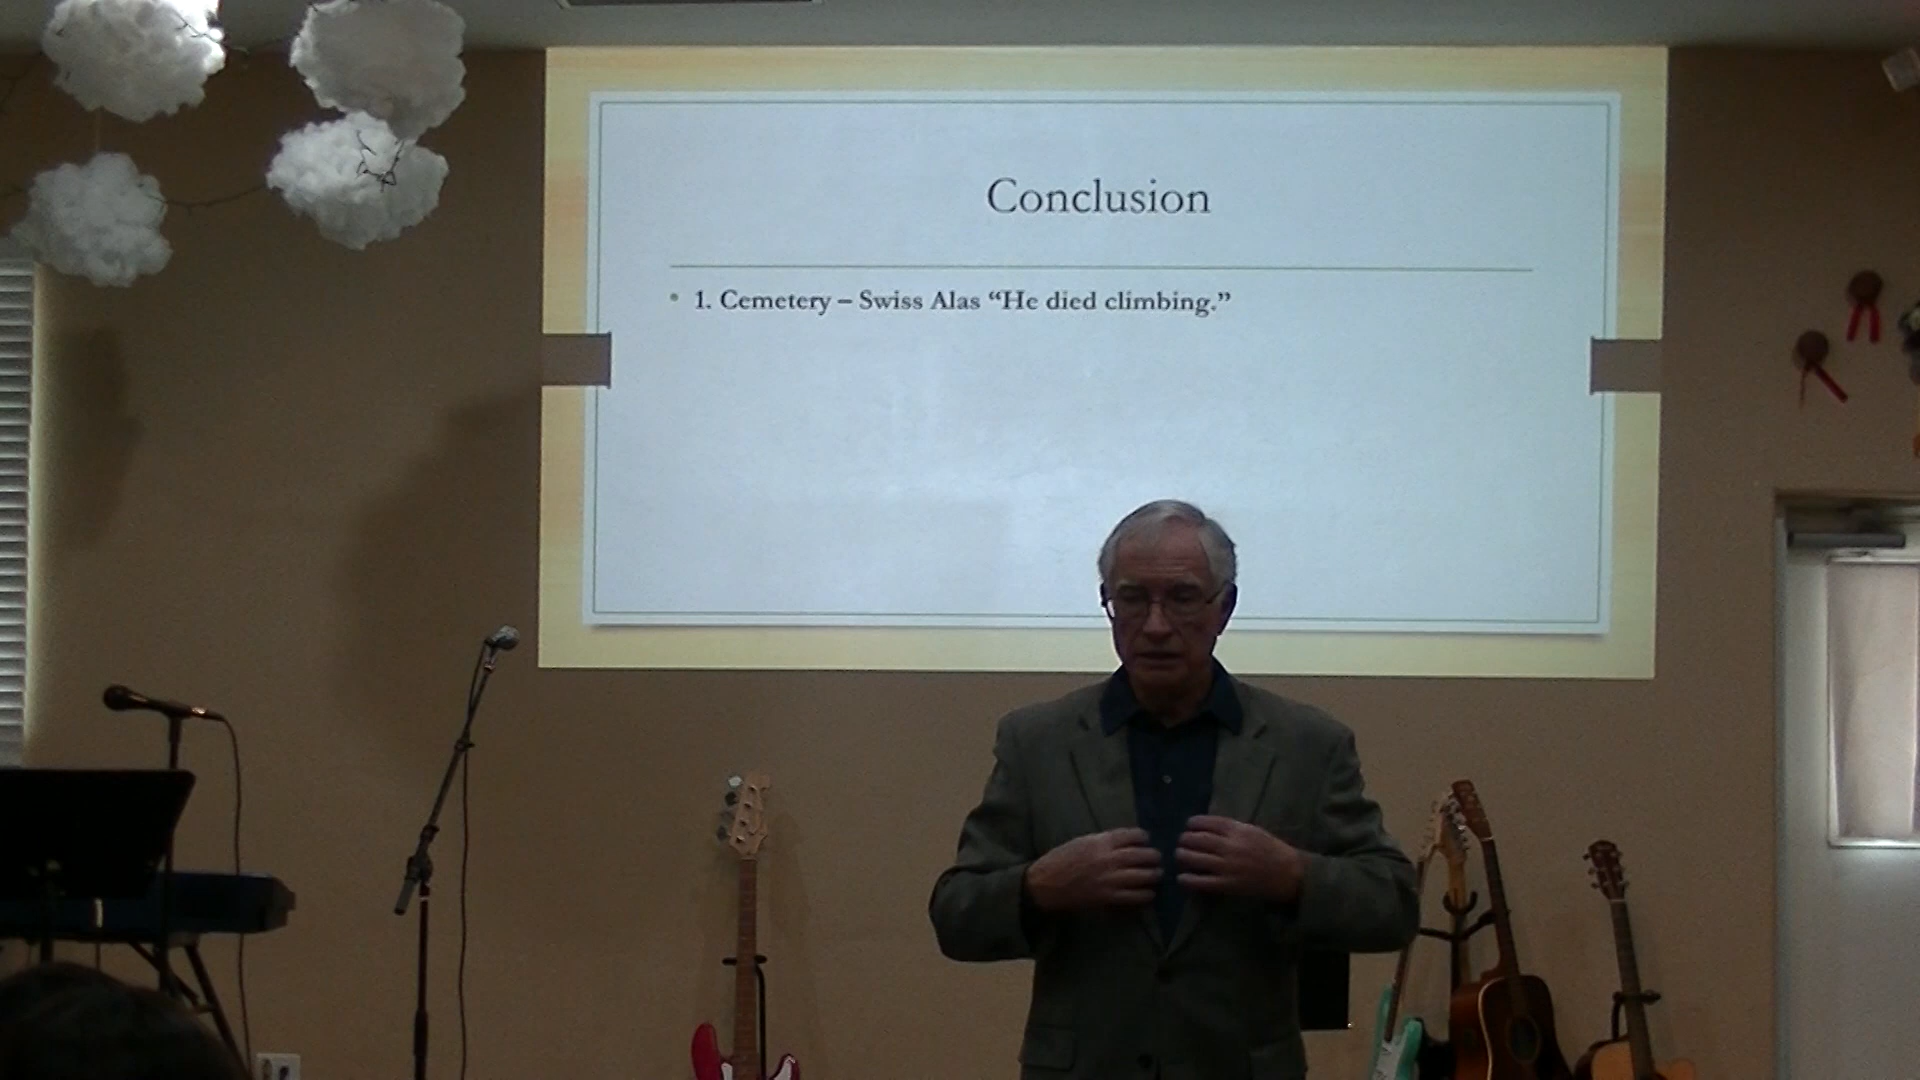 Conclusion
• 1. Cemetery – Swiss Alas “He died climbing.”